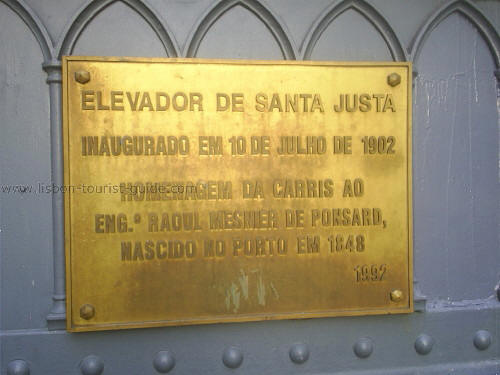 ELEVADOR DE SANTA JUSTA
INAUGURADO EM 10 DE JULHO DE 1902
www.lisbon-tourist-guide.com
HOMENAGEM DA CARRIS AO
ENG.º RAOUL MESNIER DE PONSARD,
NASCIDO NO PORTO EM 1848
1992